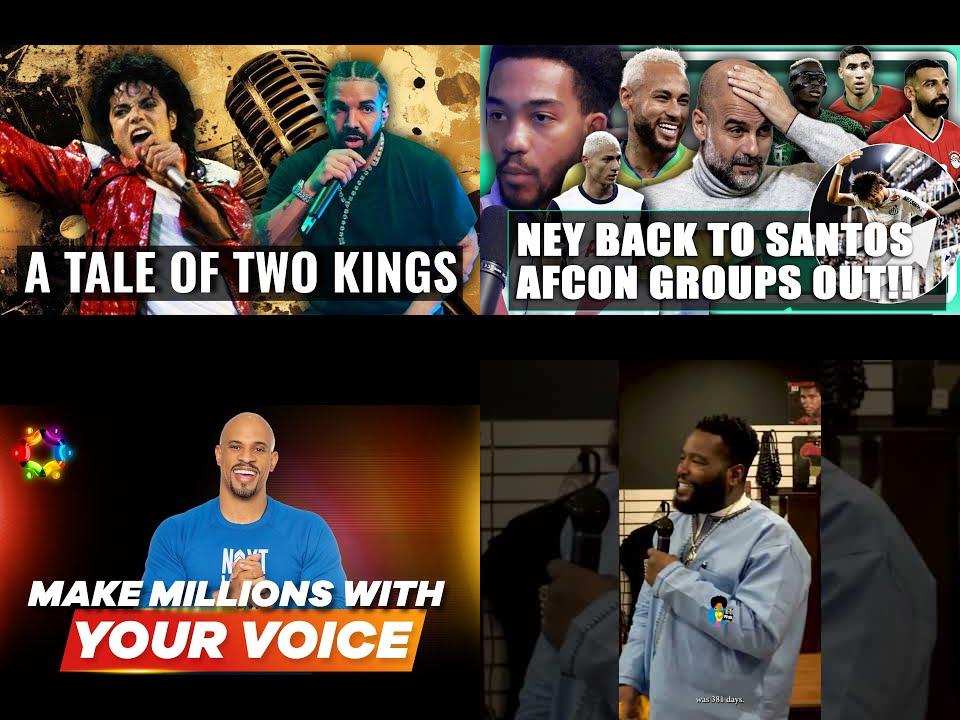 A TALE OF TWO KINGS
NEY BACK TO SANTOS
AFCON GROUPS OUT!!
MAKE MILLIONS WITH
YOUR VOICE
was 381 days.